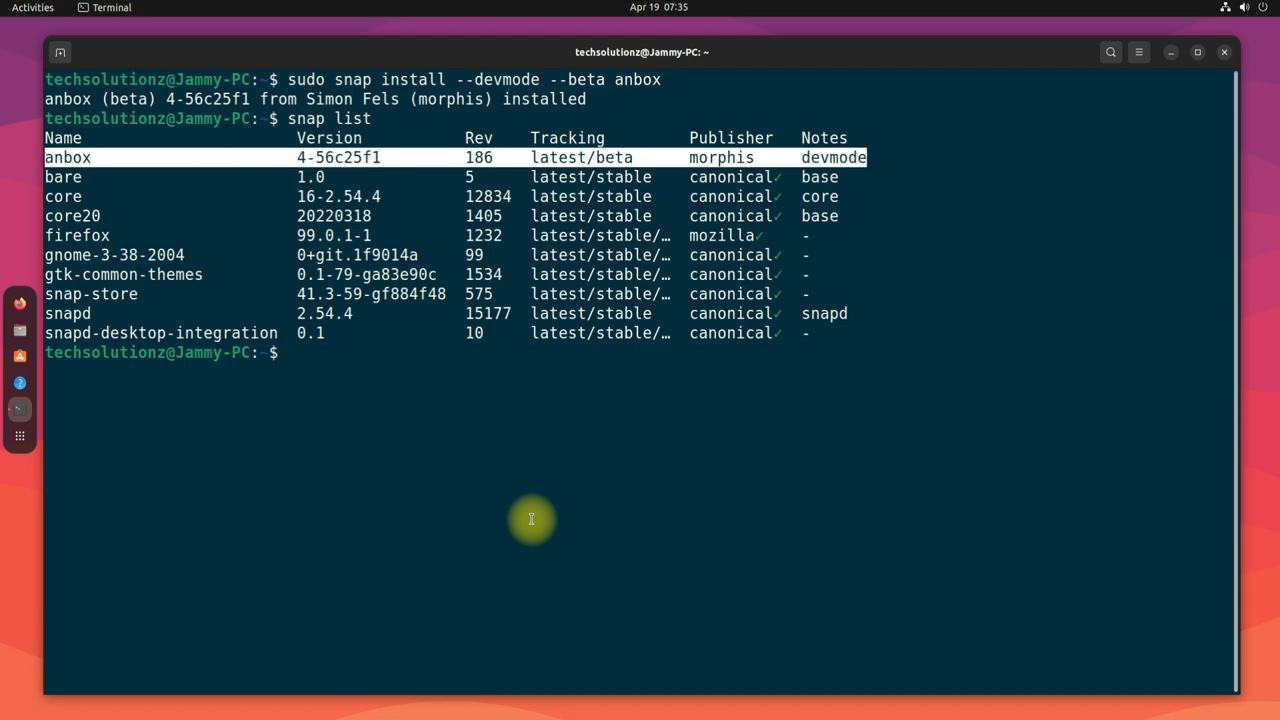 Activities Terminal Apr 19 07:35
techsolutionz@Jammy-PC: ~
techsolutionz@Jammy-PC:~$ sudo snap install --devmode --beta anbox
anbox (beta) 4-56c25f1 from Simon Fels (morphis) installed
techsolutionz@Jammy-PC:~$ snap list
Name Version Rev Tracking Publisher Notes
anbox 4-56c25f1 186 latest/beta morphis devmode
bare 1.0 5 latest/stable canonical✓ base
core 16-2.54.4 12834 latest/stable canonical✓ core
core20 20220318 1405 latest/stable canonical✓ base
firefox 99.0.1-1 1232 latest/stable/… mozilla✓ -
gnome-3-38-2004 0+git.1f9014a 99 latest/stable/… canonical✓ -
gtk-common-themes 0.1-79-ga83e90c 1534 latest/stable/… canonical✓ -
snap-store 41.3-59-gf884f48 575 latest/stable/… canonical✓ -
snapd 2.54.4 15177 latest/stable canonical✓ snapd
snapd-desktop-integration 0.1 10 latest/stable/… canonical✓ -
techsolutionz@Jammy-PC:~$